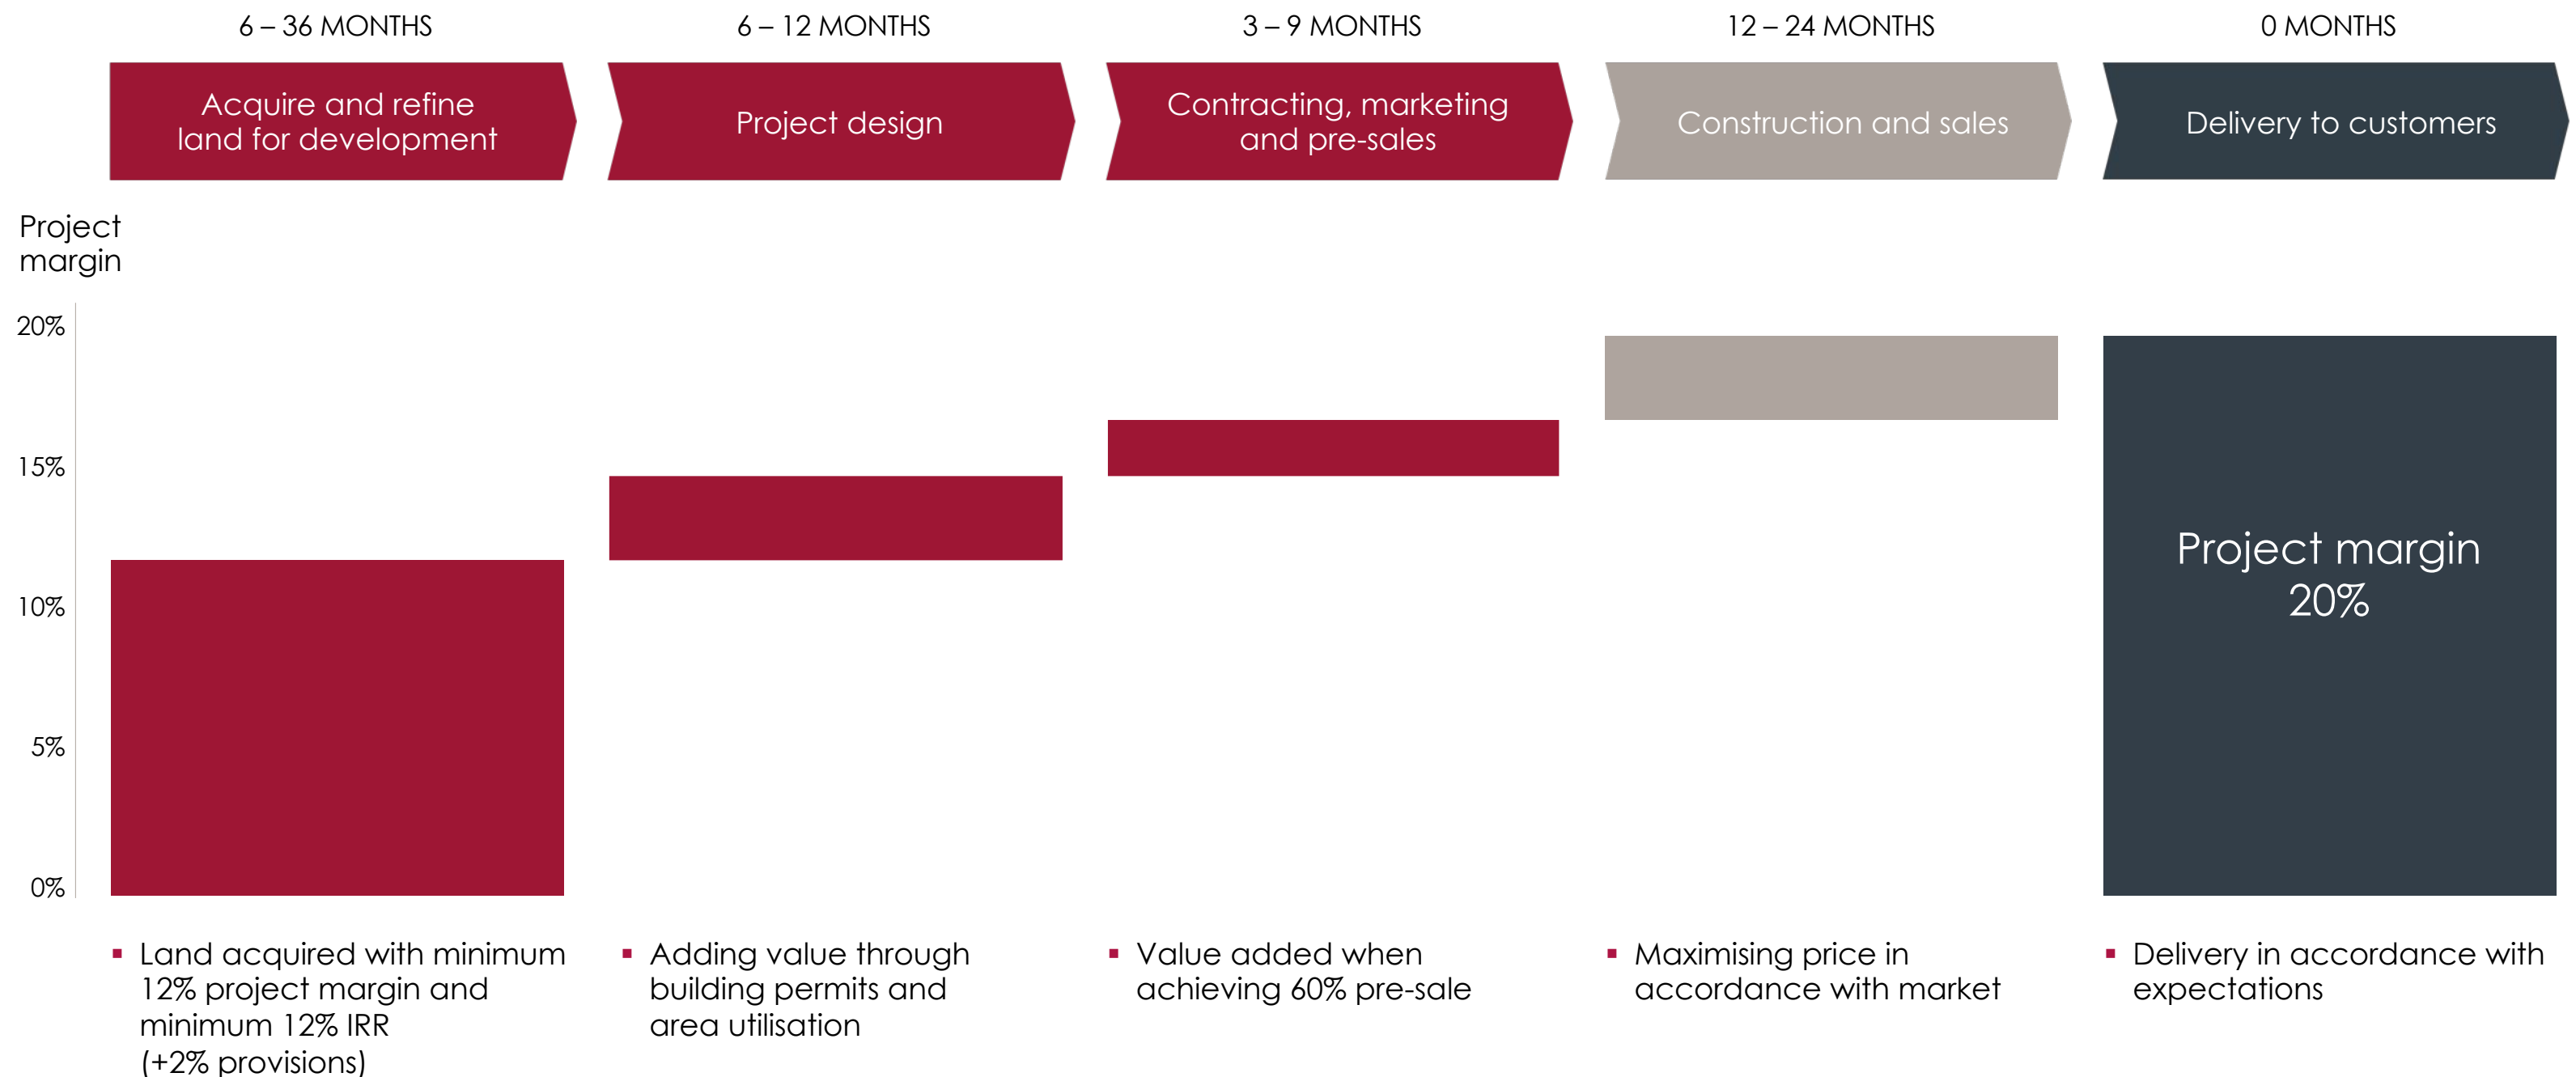 6 – 36 MONTHS
6 – 12 MONTHS
3 – 9 MONTHS
12 – 24 MONTHS
0 MONTHS
Acquire and refine
land for development
Project design
Contracting, marketing
and pre-sales
Construction and sales
Delivery to customers
Project
margin
20%
15%
10%
5%
0%
Project margin
20%
▪ Land acquired with minimum
12% project margin and
minimum 12% IRR
(+2% provisions)
▪ Adding value through
building permits and
area utilisation
▪ Value added when
achieving 60% pre-sale
▪ Maximising price in
accordance with market
▪ Delivery in accordance with
expectations